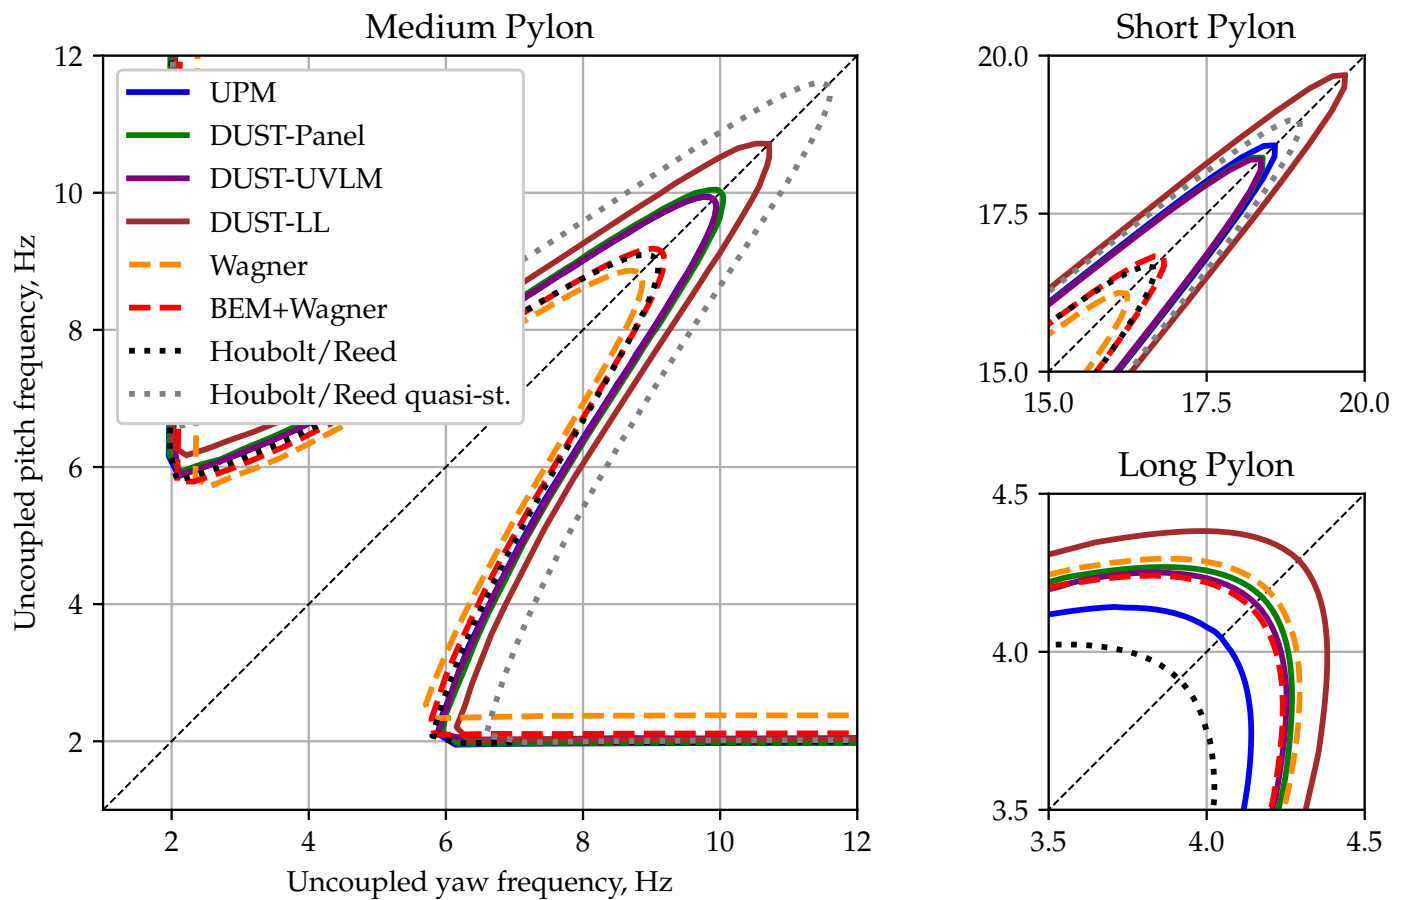 Medium Pylon
12
10
8
6
4
2
2
4
6
8
10
12
Uncoupled pitch frequency, Hz
Uncoupled yaw frequency, Hz
UPM
DUST-Panel
DUST-UVLM
DUST-LL
Wagner
BEM+Wagner
Houbolt/Reed
Houbolt/Reed quasi-st.
Short Pylon
20.0
17.5
15.0
15.0
17.5
20.0
Long Pylon
4.5
4.0
3.5
3.5
4.0
4.5